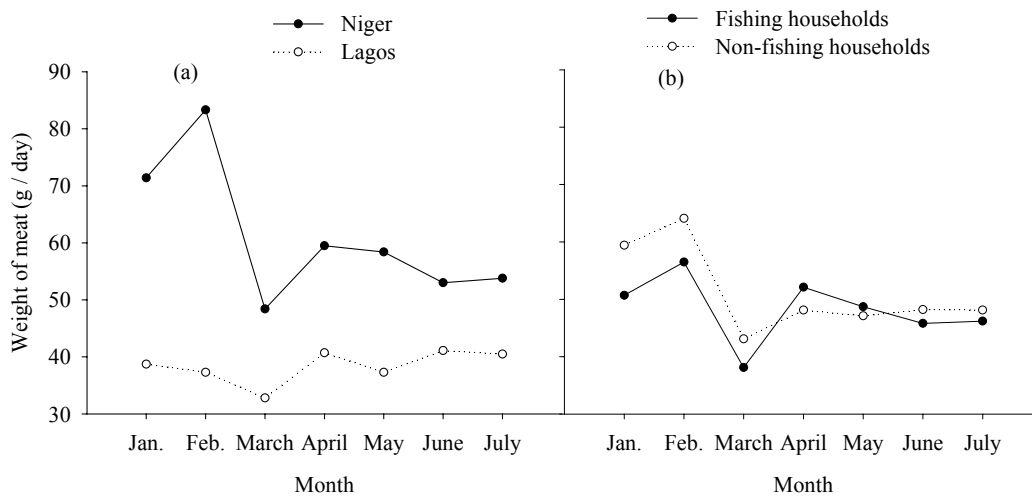 Niger
Lagos
Fishing households
Non-fishing households
(a)
(b)
Weight of meat (g / day)
90
80
70
60
50
40
30
Jan. Feb. March April May June July
Jan. Feb. March April May June July
Month
Month